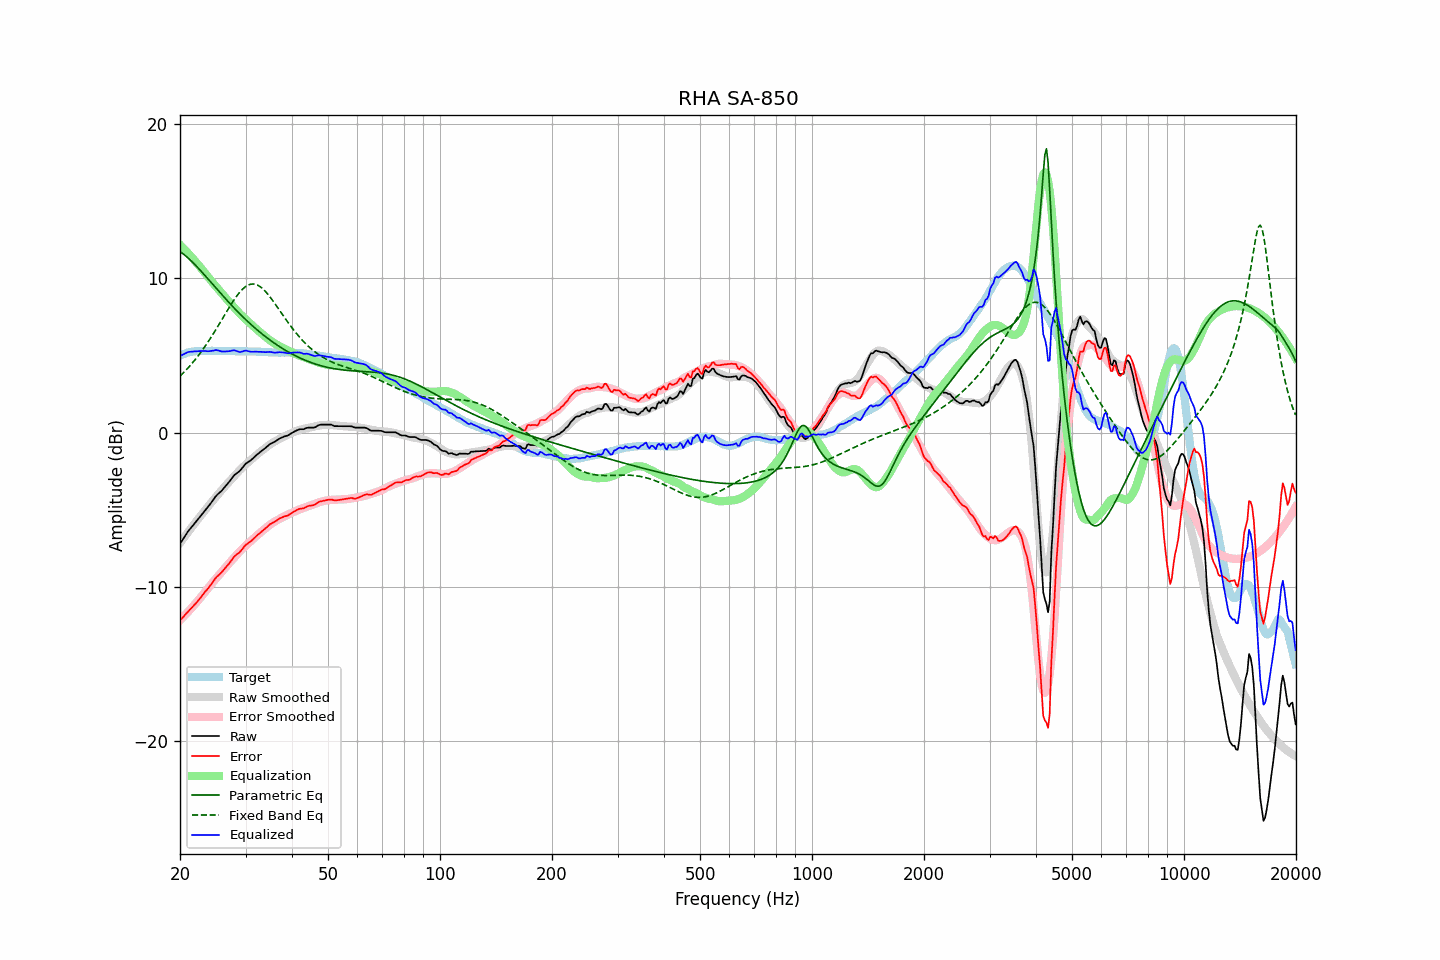 RHA SA-850
Amplitude (dBr)
20
10
0
−10
−20
Target
Raw Smoothed
Error Smoothed
Raw
Error
Equalization
Parametric Eq
Fixed Band Eq
Equalized
20 50 100 200 500 1000 2000 5000 10000 20000
Frequency (Hz)